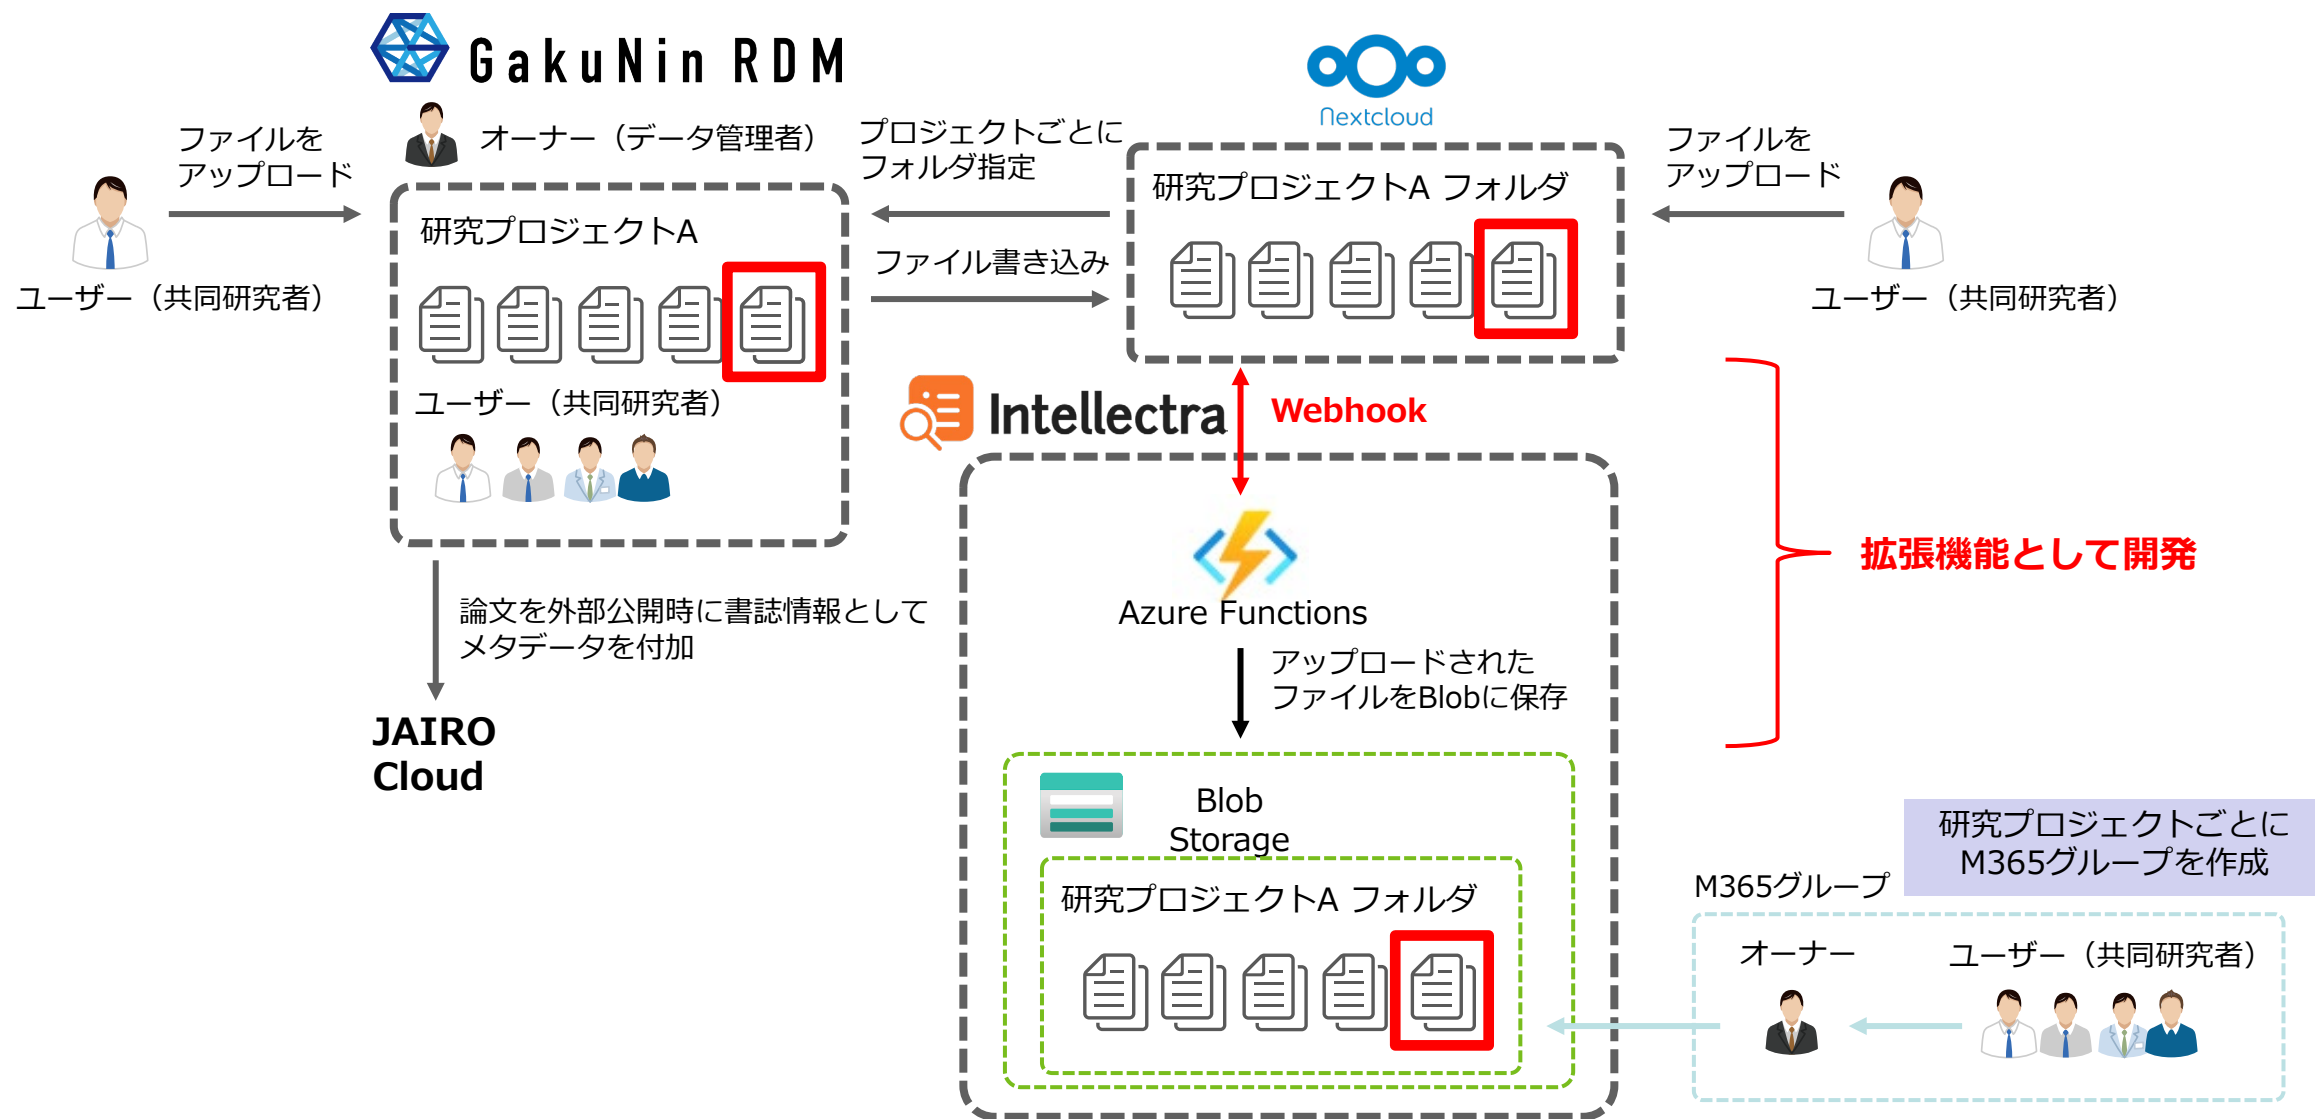 GakuNin RDM
Nextcloud
ファイルを
アップロード
オーナー（データ管理者）
プロジェクトごとに
フォルダ指定
ファイルを
アップロード
研究プロジェクトA フォルダ
研究プロジェクトA
ファイル書き込み
ユーザー（共同研究者）
ユーザー（共同研究者）
ユーザー（共同研究者）
Intellectra
Webhook
拡張機能として開発
Azure Functions
論文を外部公開時に書誌情報として
メタデータを付加
アップロードされた
ファイルをBlobに保存
JAIRO
Cloud
Blob
Storage
研究プロジェクトごとに
M365グループを作成
M365グループ
研究プロジェクトA フォルダ
オーナー
ユーザー（共同研究者）